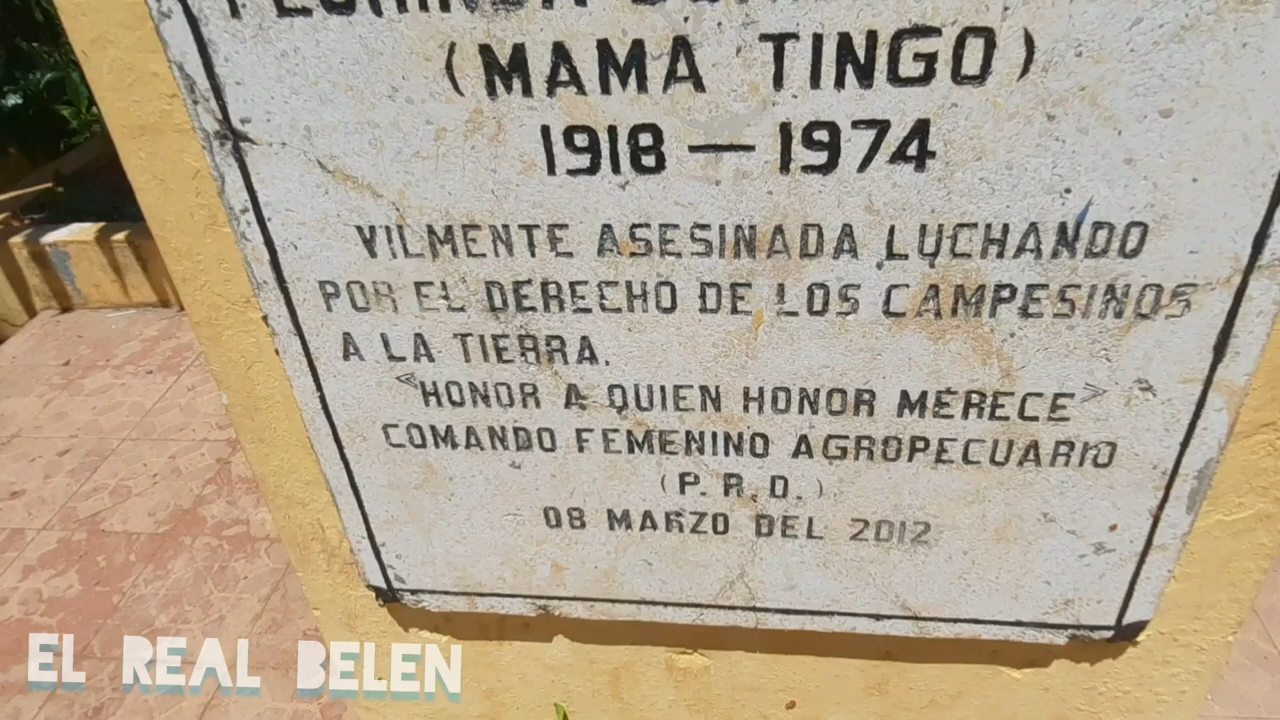 (MAMA TINGO)
1918 — 1974
VILMENTE ASESINADA LUCHANDO
POR EL DERECHO DE LOS CAMPESINOS
A LA TIERRA.
«HONOR A QUIEN HONOR MERECE»
COMANDO FEMENINO AGROPECUARIO
(P. R. D.)
08 MARZO DEL 2012
EL REAL BELEN